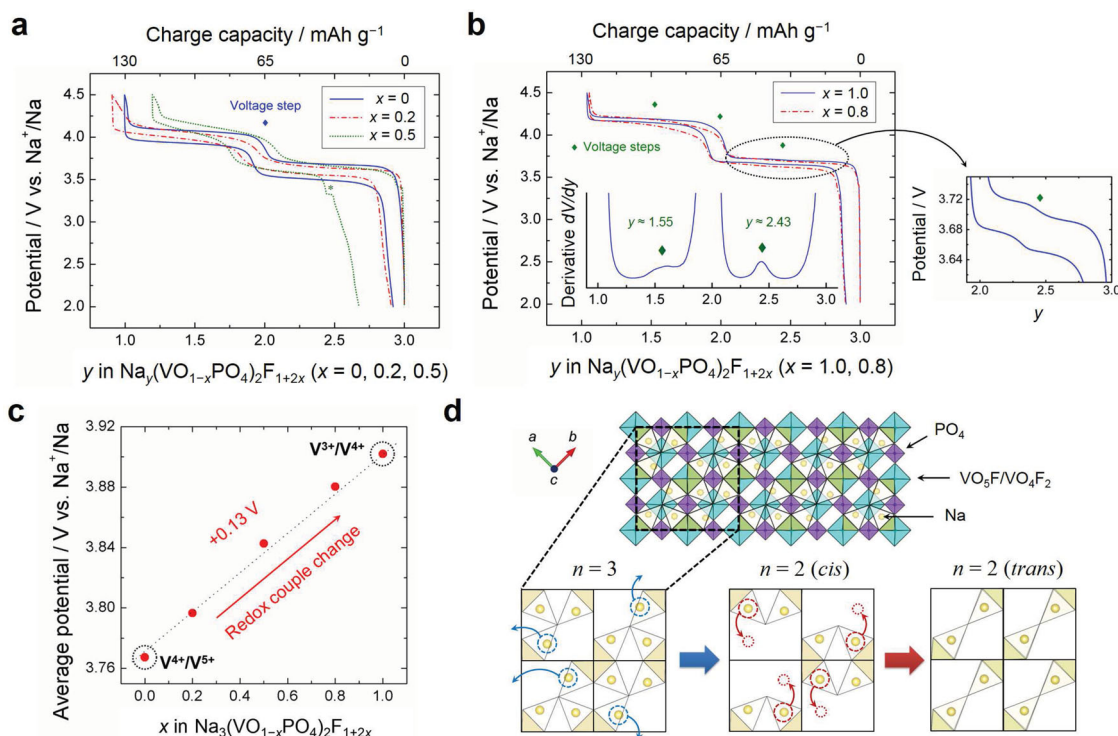 a
Charge capacity / mAh g⁻¹
130 65 0
Voltage step
x = 0
x = 0.2
x = 0.5
*
4.5
4.0
3.5
3.0
2.5
2.0
Potential / V vs. Na⁺/Na
1.0 1.5 2.0 2.5 3.0
y in Na_y(VO₁₋ₓPO₄)₂F₁₊₂ₓ (x = 0, 0.2, 0.5)
b
Charge capacity / mAh g⁻¹
130 65 0
x = 1.0
x = 0.8
Voltage steps
4.5
4.0
3.5
3.0
2.5
2.0
Potential / V vs. Na⁺/Na
Derivative dV/dy
y ≈ 1.55 y ≈ 2.43
1.0 1.5 2.0 2.5 3.0
1.0 1.5 2.0 2.5 3.0
y in Na_y(VO₁₋ₓPO₄)₂F₁₊₂ₓ (x = 1.0, 0.8)
Potential / V
3.72
3.68
3.64
2.0 2.5 3.0
y
c
3.92
3.88
3.84
3.80
3.76
Average potential / V vs. Na⁺/Na
V³⁺/V⁴⁺
+0.13 V
Redox couple change
V⁴⁺/V⁵⁺
0.0 0.2 0.4 0.6 0.8 1.0
x in Na₃(VO₁₋ₓPO₄)₂F₁₊₂ₓ
d
a b
c
PO₄
VO₅F/VO₄F₂
Na
n = 3 n = 2 (cis) n = 2 (trans)